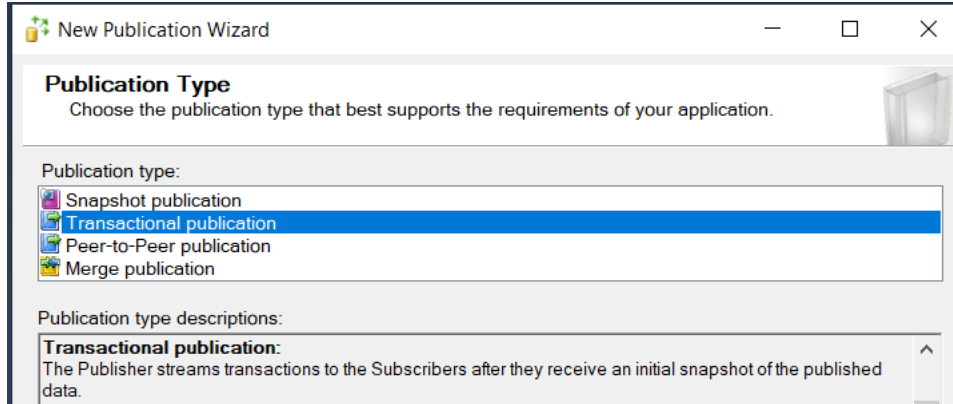 New Publication Wizard
Publication Type
Choose the publication type that best supports the requirements of your application.
Publication type:
Snapshot publication
Transactional publication
Peer-to-Peer publication
Merge publication
Publication type descriptions:
Transactional publication:
The Publisher streams transactions to the Subscribers after they receive an initial snapshot of the published
data.